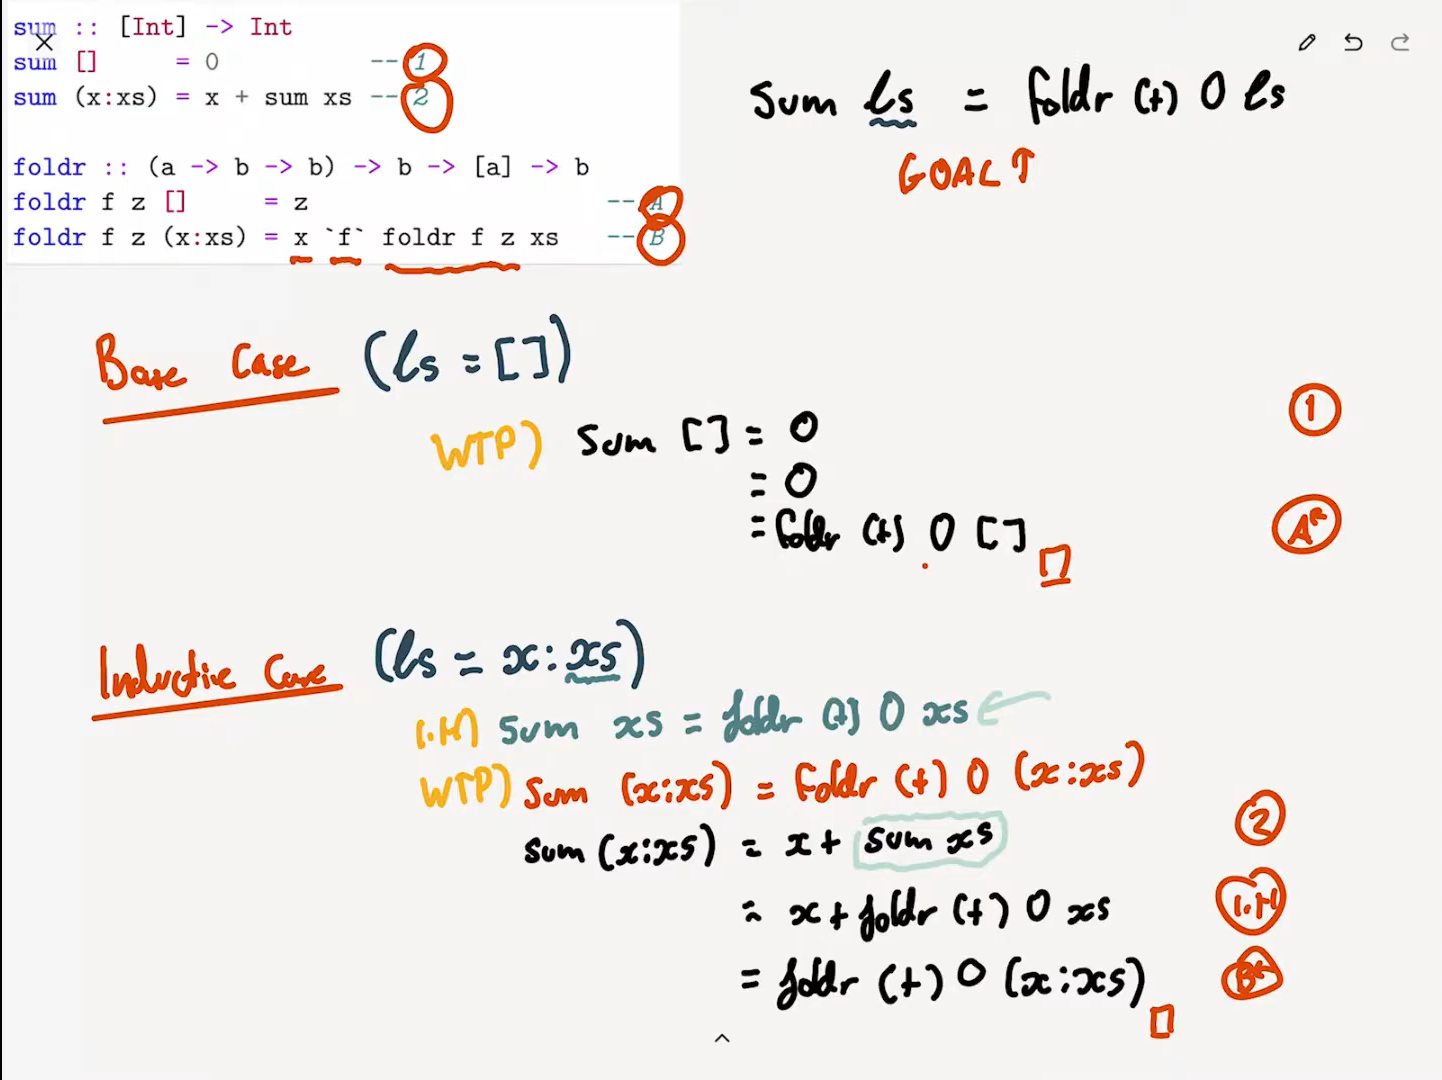 sum :: [Int] -> Int
sum [] = 0 -- 1
sum (x:xs) = x + sum xs -- 2
foldr :: (a -> b -> b) -> b -> [a] -> b
foldr f z [] = z -- A
foldr f z (x:xs) = x `f` foldr f z xs -- B
Sum ls = foldr (+) 0 ls
GOAL ↑
Base Case (ls = [])
WTP) Sum [] = 0 1
= 0
= foldr (+) 0 [] AR
Inductive Case (ls = x:xs)
I.H) Sum xs = foldr (+) 0 xs
WTP) Sum (x:xs) = Foldr (+) 0 (x:xs)
sum (x:xs) = x + sum xs 2
= x + foldr (+) 0 xs I.H
= foldr (+) 0 (x:xs)